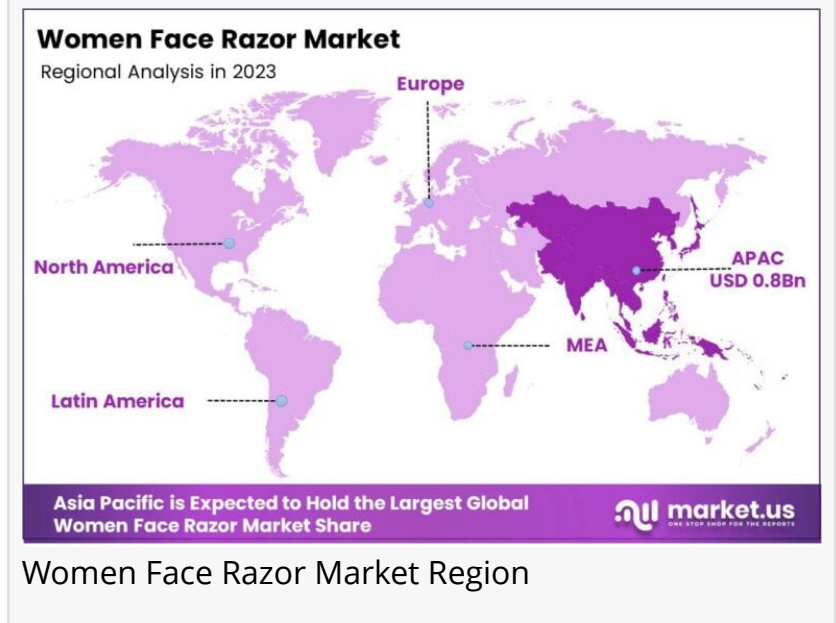 Women Face Razor Market
Regional Analysis in 2023
Europe
North America
APAC
USD 0.8Bn
MEA
Latin America
Asia Pacific is Expected to Hold the Largest Global
Women Face Razor Market Share
market.us
ONE STOP SHOP FOR THE REPORTS
Women Face Razor Market Region